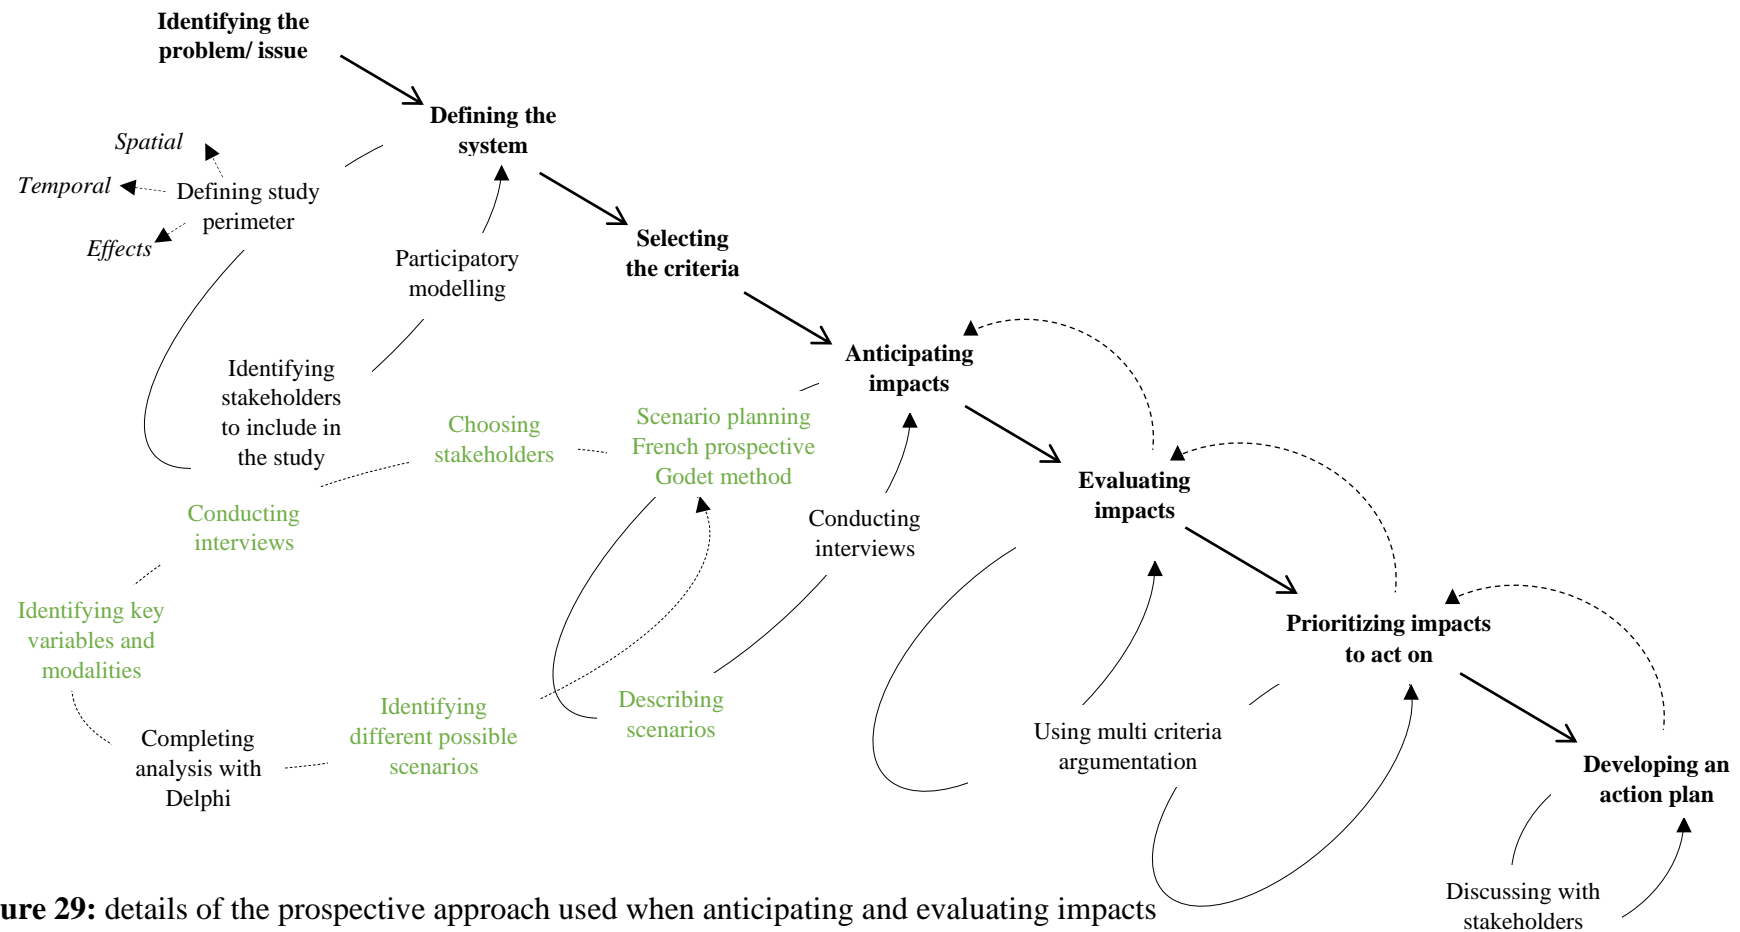 Identifying the
problem/ issue
Defining the
system
Spatial
Temporal
Effects
Defining study
perimeter
Participatory
modelling
Selecting
the criteria
Identifying
stakeholders
to include in
the study
Anticipating
impacts
Choosing
stakeholders
Scenario planning
French prospective
Godet method
Conducting
interviews
Conducting
interviews
Evaluating
impacts
Identifying key
variables and
modalities
Completing
analysis with
Delphi
Identifying
different possible
scenarios
Describing
scenarios
Prioritizing impacts
to act on
Using multi criteria
argumentation
Developing an
action plan
Discussing with
stakeholders
ure 29: details of the prospective approach used when anticipating and evaluating impacts